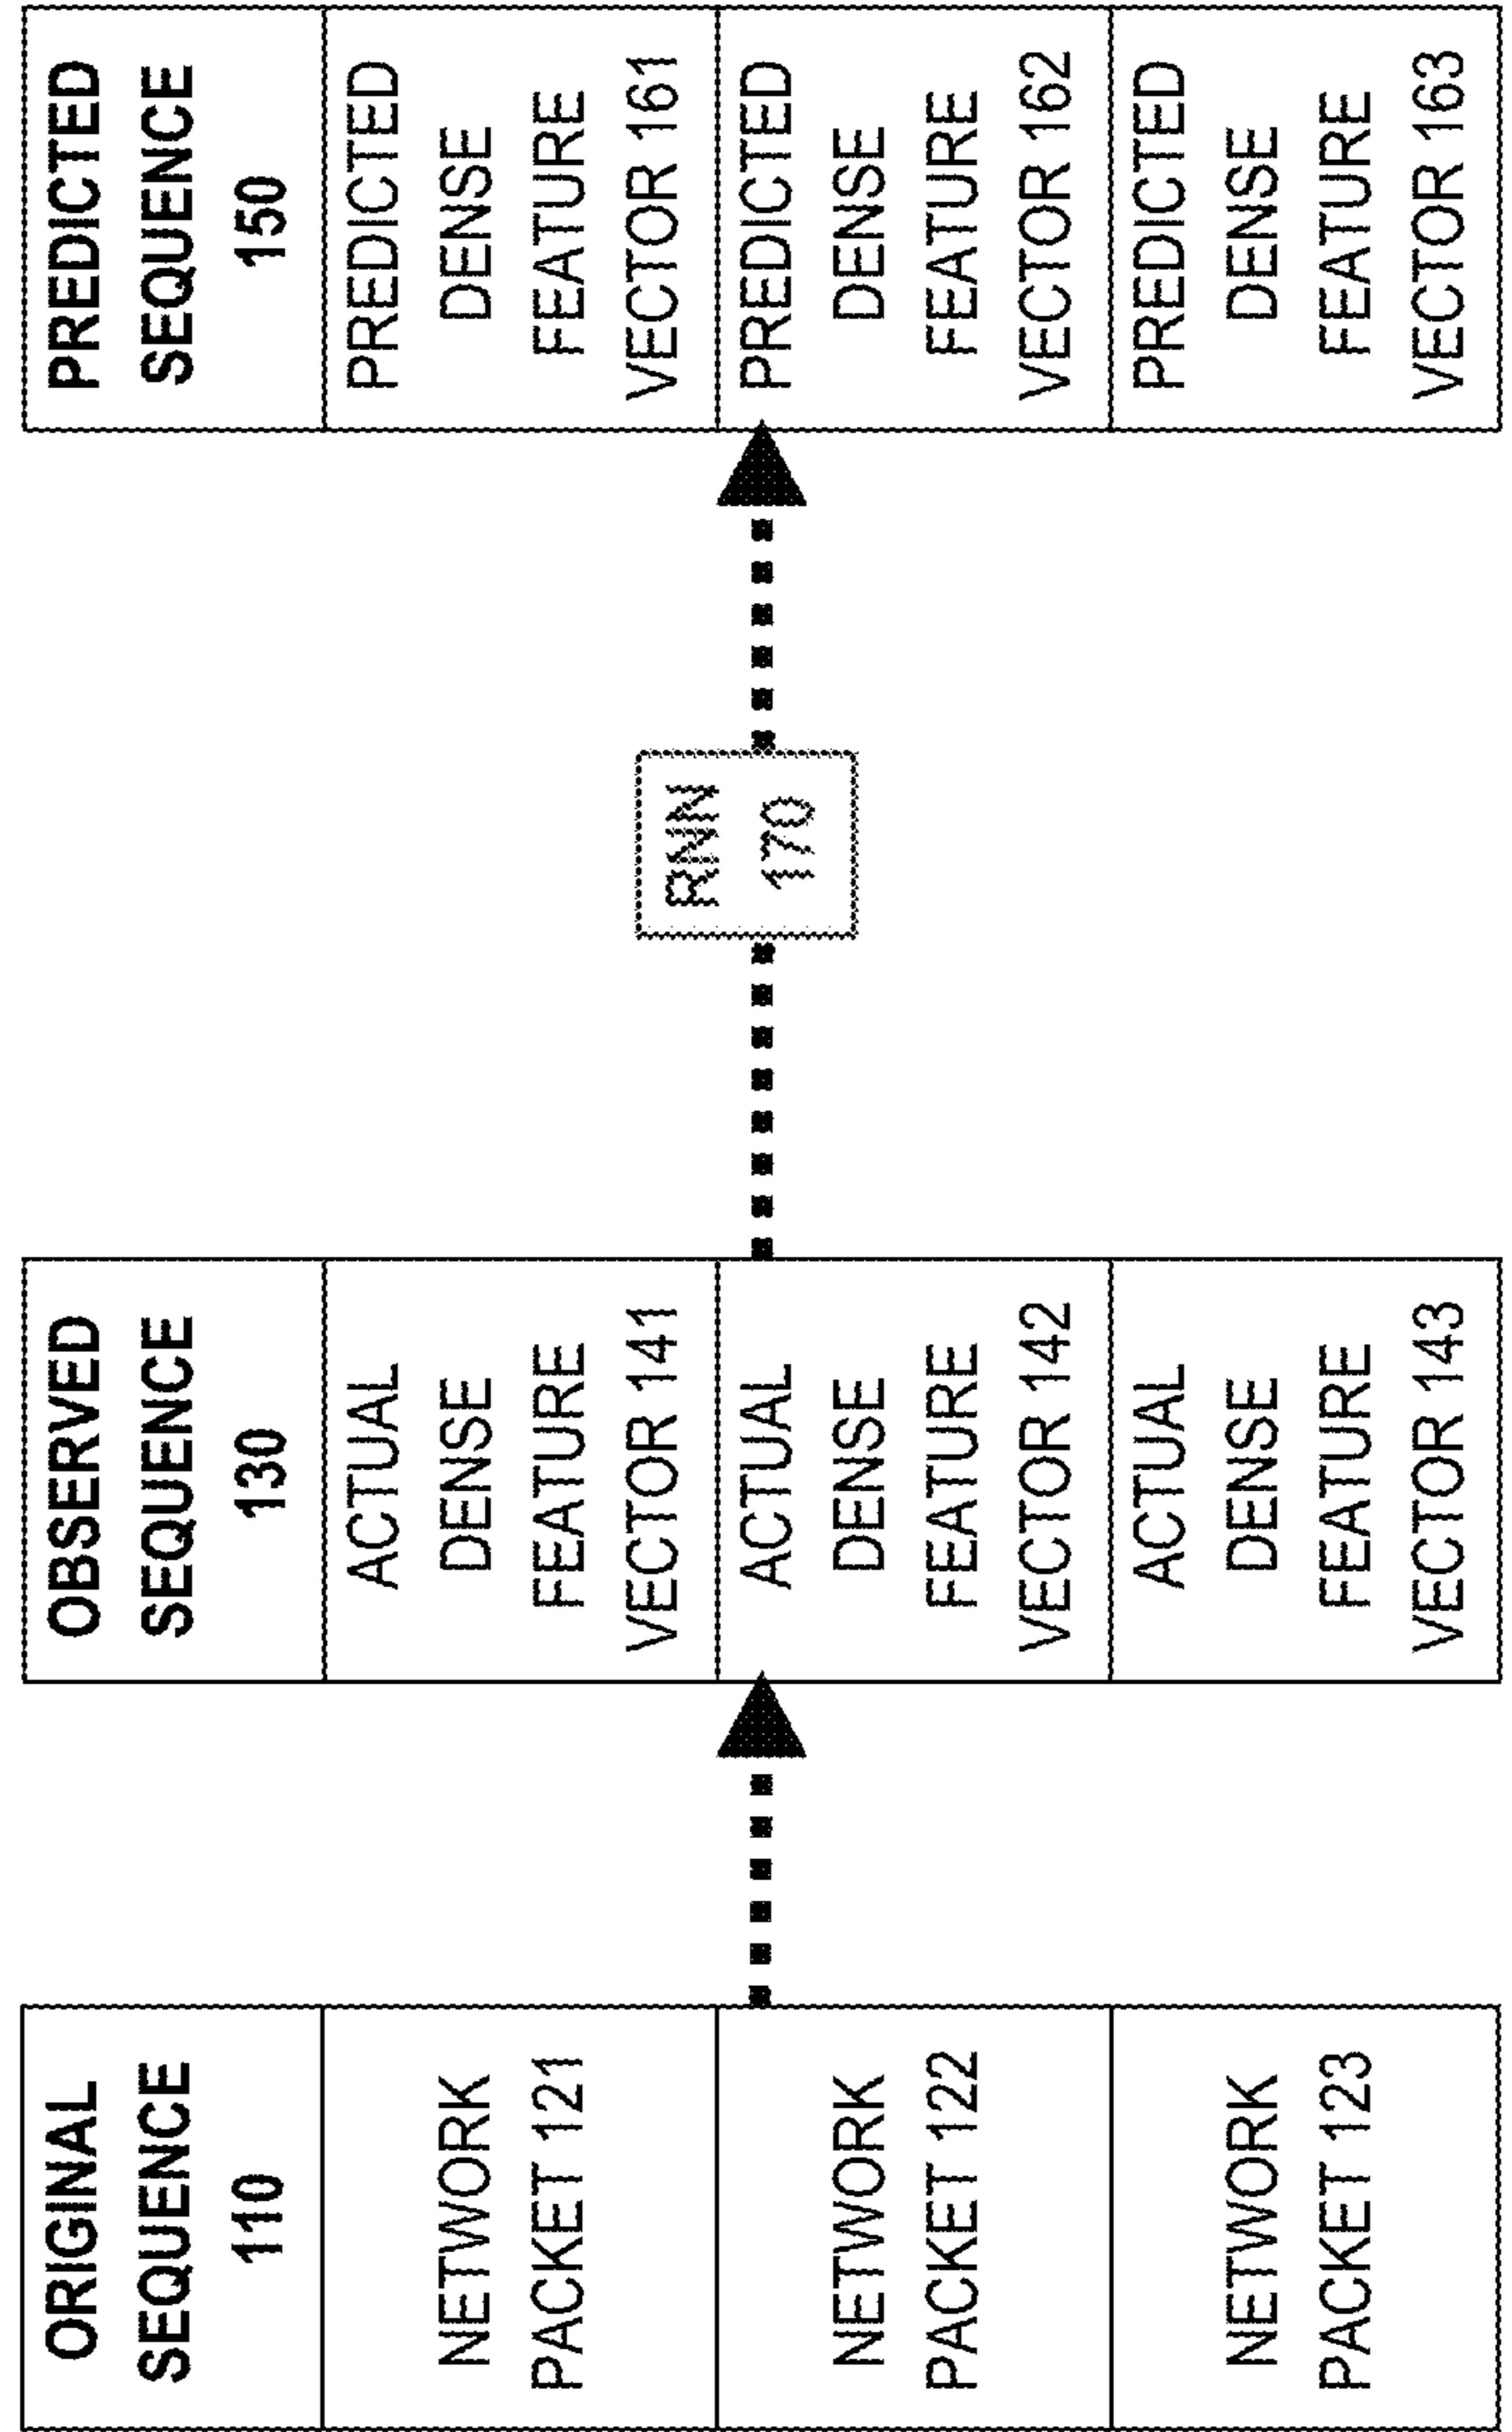 ORIGINAL
SEQUENCE
110
NETWORK
PACKET 121
NETWORK
PACKET 122
NETWORK
PACKET 123
OBSERVED
SEQUENCE
130
ACTUAL
DENSE
FEATURE
VECTOR 141
ACTUAL
DENSE
FEATURE
VECTOR 142
ACTUAL
DENSE
FEATURE
VECTOR 143
RNN
170
PREDICTED
SEQUENCE
150
PREDICTED
DENSE
FEATURE
VECTOR 161
PREDICTED
DENSE
FEATURE
VECTOR 162
PREDICTED
DENSE
FEATURE
VECTOR 163